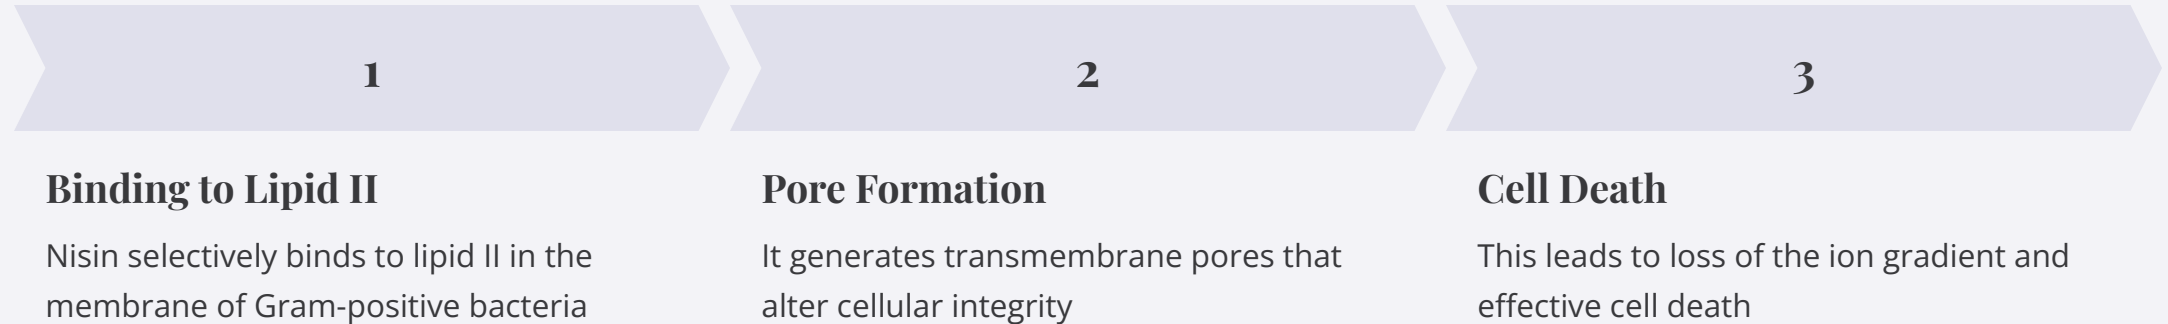 1
2
3
Binding to Lipid II
Nisin selectively binds to lipid II in the
membrane of Gram-positive bacteria
Pore Formation
It generates transmembrane pores that
alter cellular integrity
Cell Death
This leads to loss of the ion gradient and
effective cell death